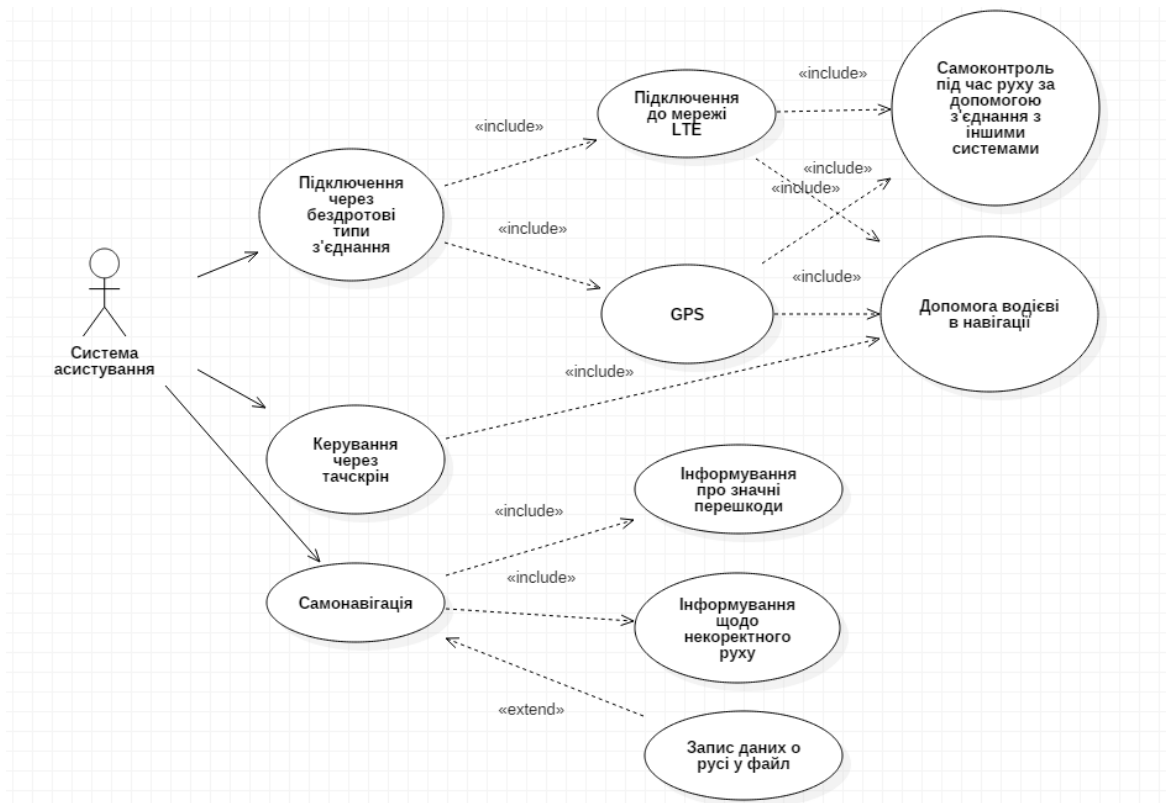 «include»
Самоконтроль
під час руху за
допомогою
з'єднання з
іншими
системами
Підключення
до мережі
LTE
«include»
Підключення
через
бездротові
типи
з'єднання
«include»
«include»
«include»
«include»
Допомога водієві
в навігації
GPS
Система
асистування
«include»
Керування
через
тачскрін
Інформування
про значні
перешкоди
«include»
«include»
Самонавігація
Інформування
щодо
некоректного
руху
«extend»
Запис даних о
русі у файл